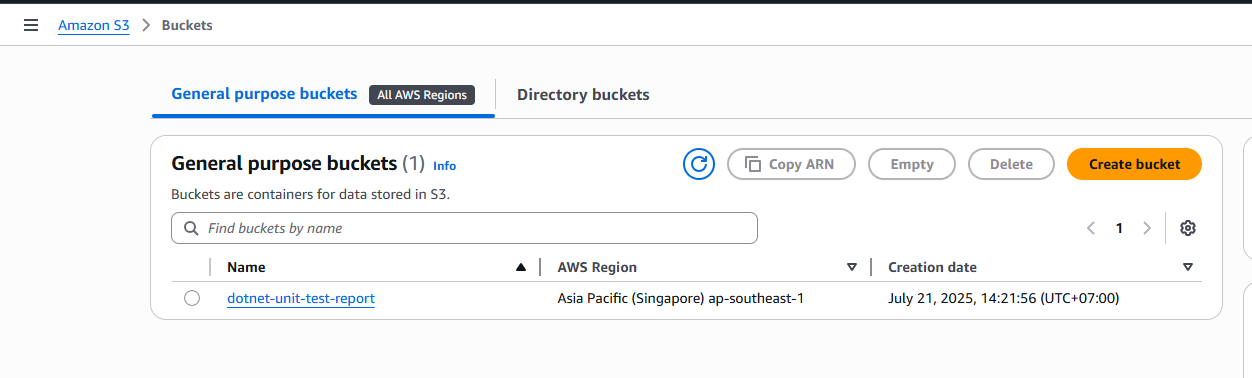 Amazon S3 > Buckets
General purpose buckets All AWS Regions Directory buckets
General purpose buckets (1) Info Copy ARN Empty Delete Create bucket
Buckets are containers for data stored in S3.
Find buckets by name 1
Name AWS Region Creation date
dotnet-unit-test-report Asia Pacific (Singapore) ap-southeast-1 July 21, 2025, 14:21:56 (UTC+07:00)